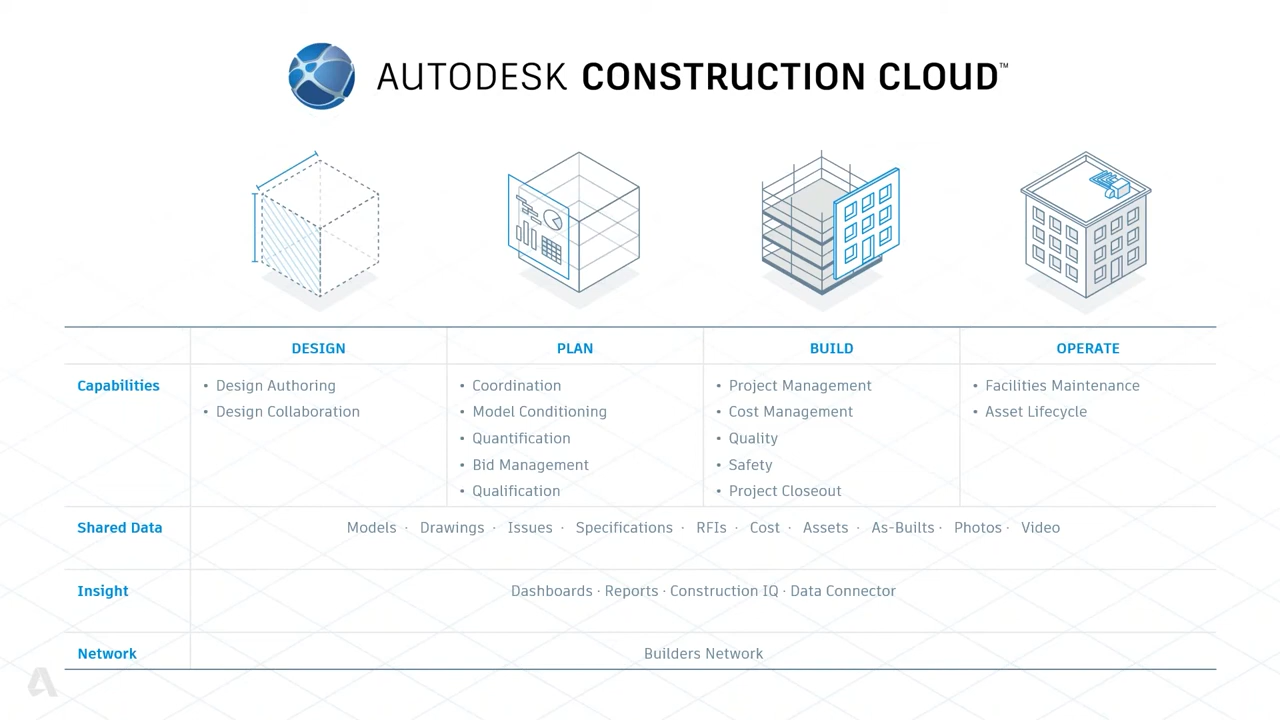 AUTODESK CONSTRUCTION CLOUD™
DESIGN PLAN BUILD OPERATE
Capabilities
• Design Authoring
• Design Collaboration
• Coordination
• Model Conditioning
• Quantification
• Bid Management
• Qualification
• Project Management
• Cost Management
• Quality
• Safety
• Project Closeout
• Facilities Maintenance
• Asset Lifecycle
Shared Data
Models · Drawings · Issues · Specifications · RFIs · Cost · Assets · As-Builts · Photos · Video
Insight
Dashboards · Reports · Construction IQ · Data Connector
Network
Builders Network